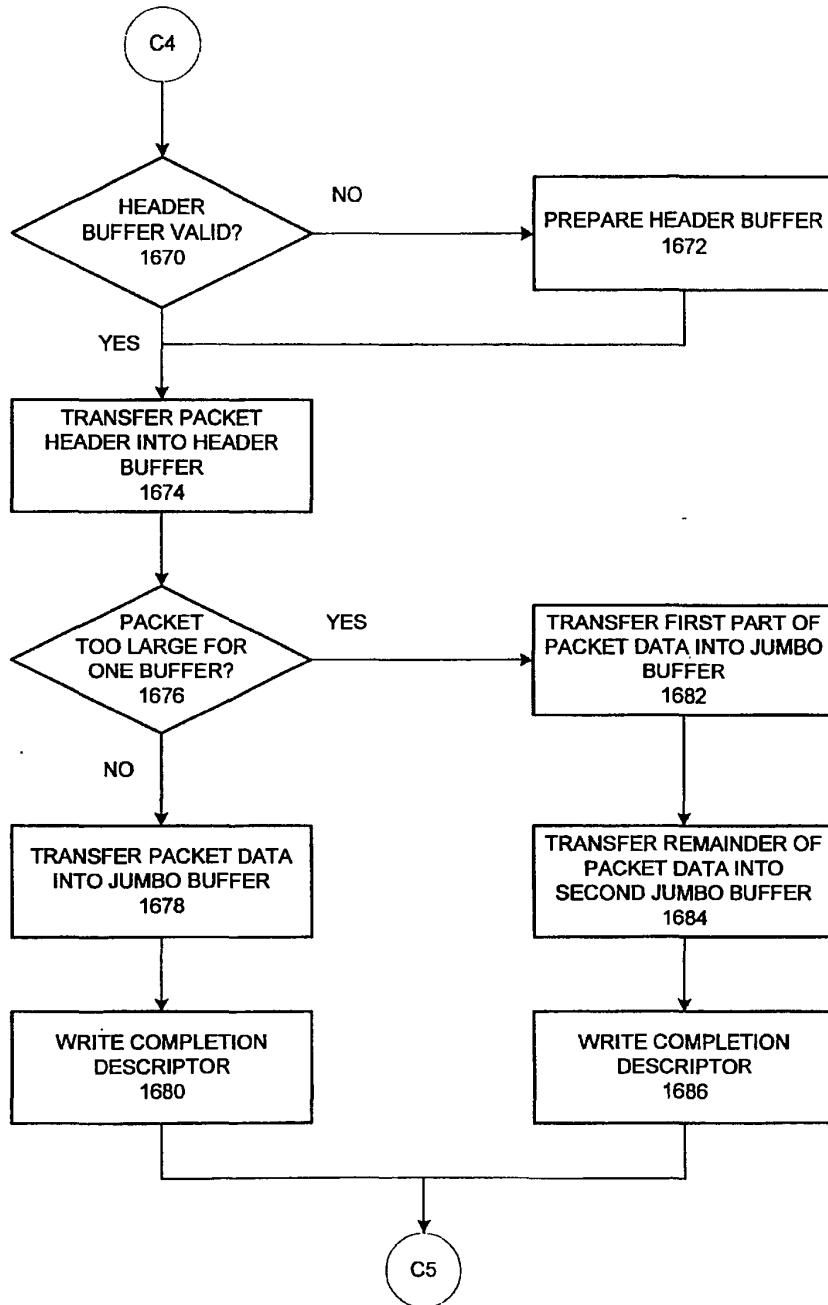 C4
HEADER
BUFFER VALID?
1670
NO
PREPARE HEADER BUFFER
1672
YES
TRANSFER PACKET
HEADER INTO HEADER
BUFFER
1674
PACKET
TOO LARGE FOR
ONE BUFFER?
1676
YES
TRANSFER FIRST PART OF
PACKET DATA INTO JUMBO
BUFFER
1682
NO
TRANSFER PACKET DATA
INTO JUMBO BUFFER
1678
TRANSFER REMAINDER OF
PACKET DATA INTO
SECOND JUMBO BUFFER
1684
WRITE COMPLETION
DESCRIPTOR
1680
WRITE COMPLETION
DESCRIPTOR
1686
C5